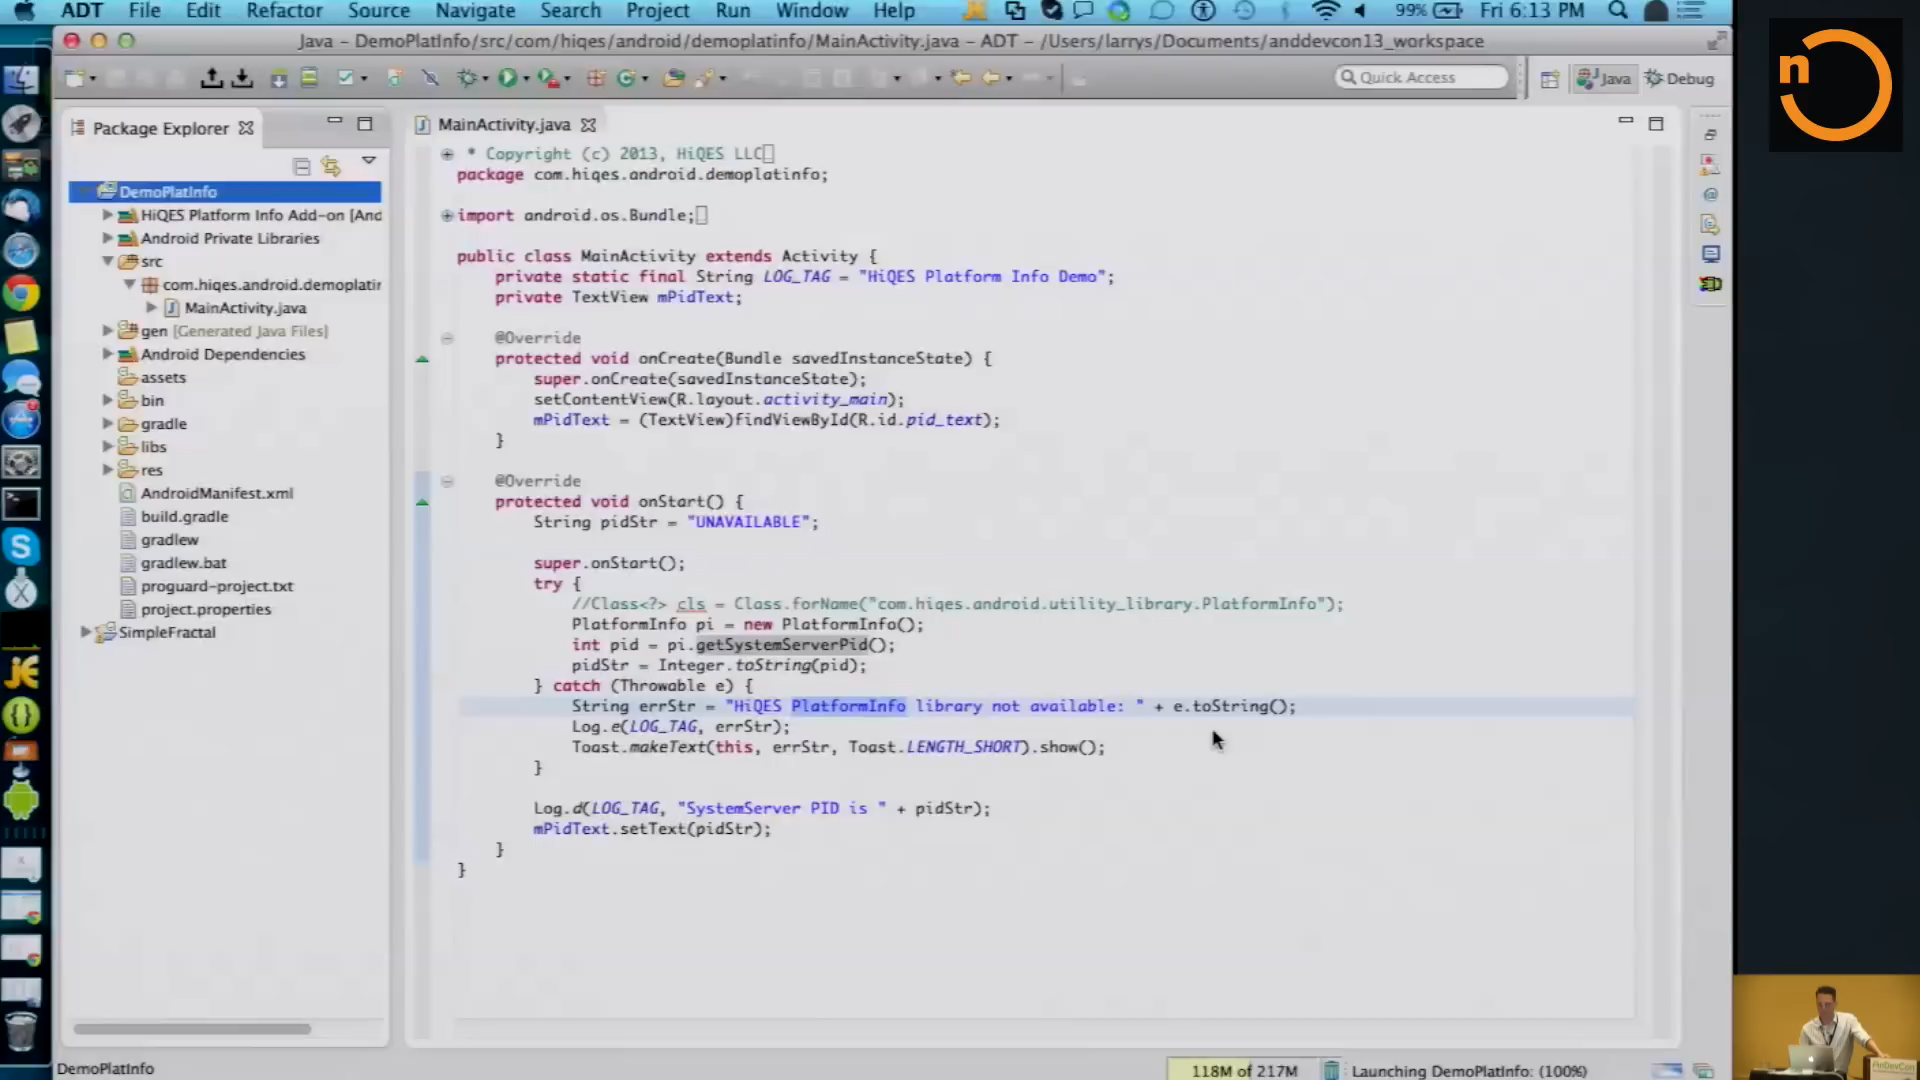 ADT File Edit Refactor Source Navigate Search Project Run Window Help 99% Fri 6:13 PM
Java – DemoPlatInfo/src/com/hiqes/android/demoplatinfo/MainActivity.java – ADT – /Users/larrys/Documents/anddevcon13_workspace
n
Quick Access Java Debug
Package Explorer
DemoPlatInfo
HiQES Platform Info Add-on [And
Android Private Libraries
src
com.hiqes.android.demoplatir
MainActivity.java
gen [Generated Java Files]
Android Dependencies
assets
bin
gradle
libs
res
AndroidManifest.xml
build.gradle
gradlew
gradlew.bat
proguard-project.txt
project.properties
SimpleFractal
MainActivity.java
* Copyright (c) 2013, HiQES LLC
package com.hiqes.android.demoplatinfo;
import android.os.Bundle;
public class MainActivity extends Activity {
private static final String LOG_TAG = "HiQES Platform Info Demo";
private TextView mPidText;
@Override
protected void onCreate(Bundle savedInstanceState) {
super.onCreate(savedInstanceState);
setContentView(R.layout.activity_main);
mPidText = (TextView)findViewById(R.id.pid_text);
}
@Override
protected void onStart() {
String pidStr = "UNAVAILABLE";
super.onStart();
try {
//Class<?> cls = Class.forName("com.hiqes.android.utility_library.PlatformInfo");
PlatformInfo pi = new PlatformInfo();
int pid = pi.getSystemServerPid();
pidStr = Integer.toString(pid);
} catch (Throwable e) {
String errStr = "HiQES PlatformInfo library not available: " + e.toString();
Log.e(LOG_TAG, errStr);
Toast.makeText(this, errStr, Toast.LENGTH_SHORT).show();
}
Log.d(LOG_TAG, "SystemServer PID is " + pidStr);
mPidText.setText(pidStr);
}
}
DemoPlatInfo
118M of 217M
Launching DemoPlatInfo: (100%)
AnDevCon